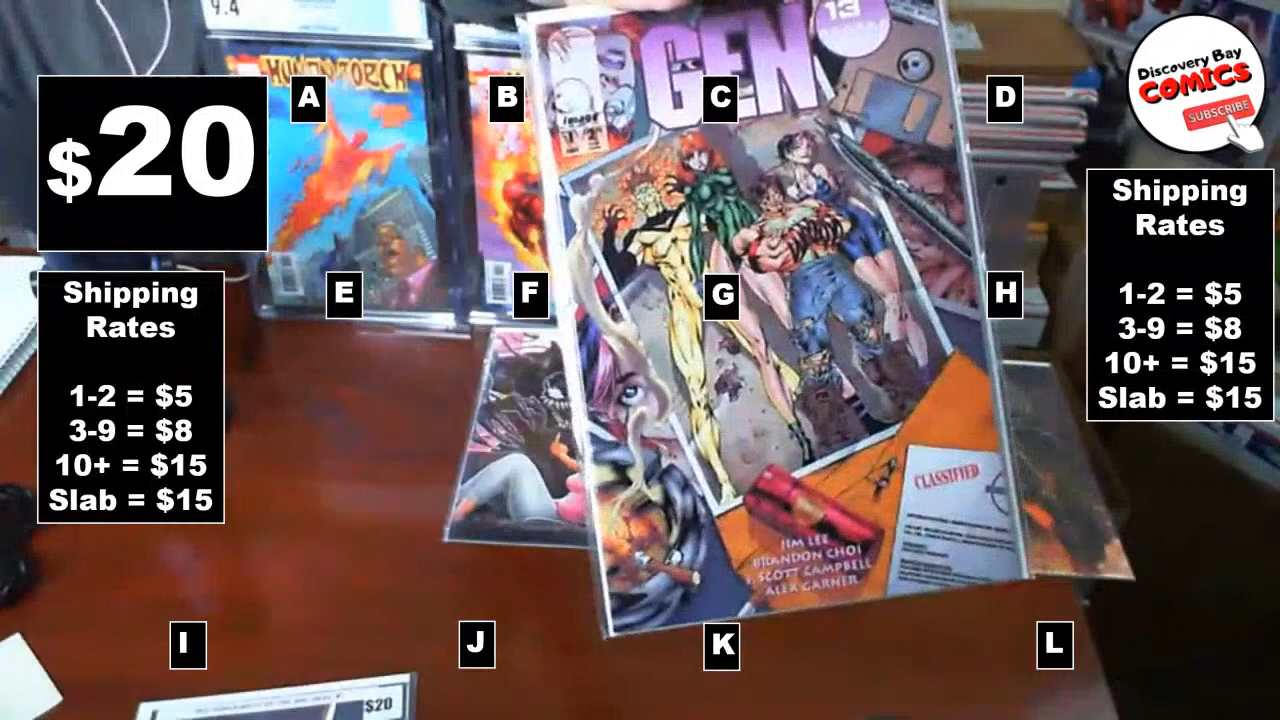 9.4
HUMAN TORCH
GEN
13
image
A
B
C
D
Discovery Bay
COMICS
SUBSCRIBE
$20
Shipping
Rates
1-2 = $5
3-9 = $8
10+ = $15
Slab = $15
Shipping
Rates
1-2 = $5
3-9 = $8
10+ = $15
Slab = $15
E
F
G
H
CLASSIFIED
JIM LEE
BRANDON CHOI
J. SCOTT CAMPBELL
ALEX GARNER
I
J
K
L
$20